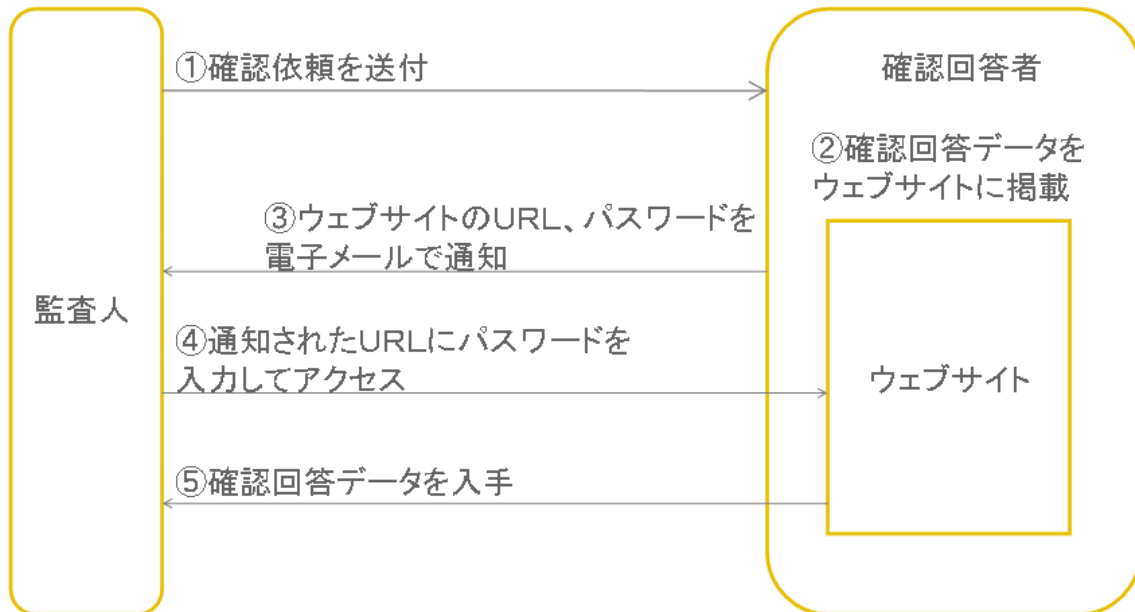 ①確認依頼を送付
確認回答者
②確認回答データを
ウェブサイトに掲載
③ウェブサイトのURL、パスワードを
電子メールで通知
監査人
④通知されたURLにパスワードを
入力してアクセス
ウェブサイト
⑤確認回答データを入手